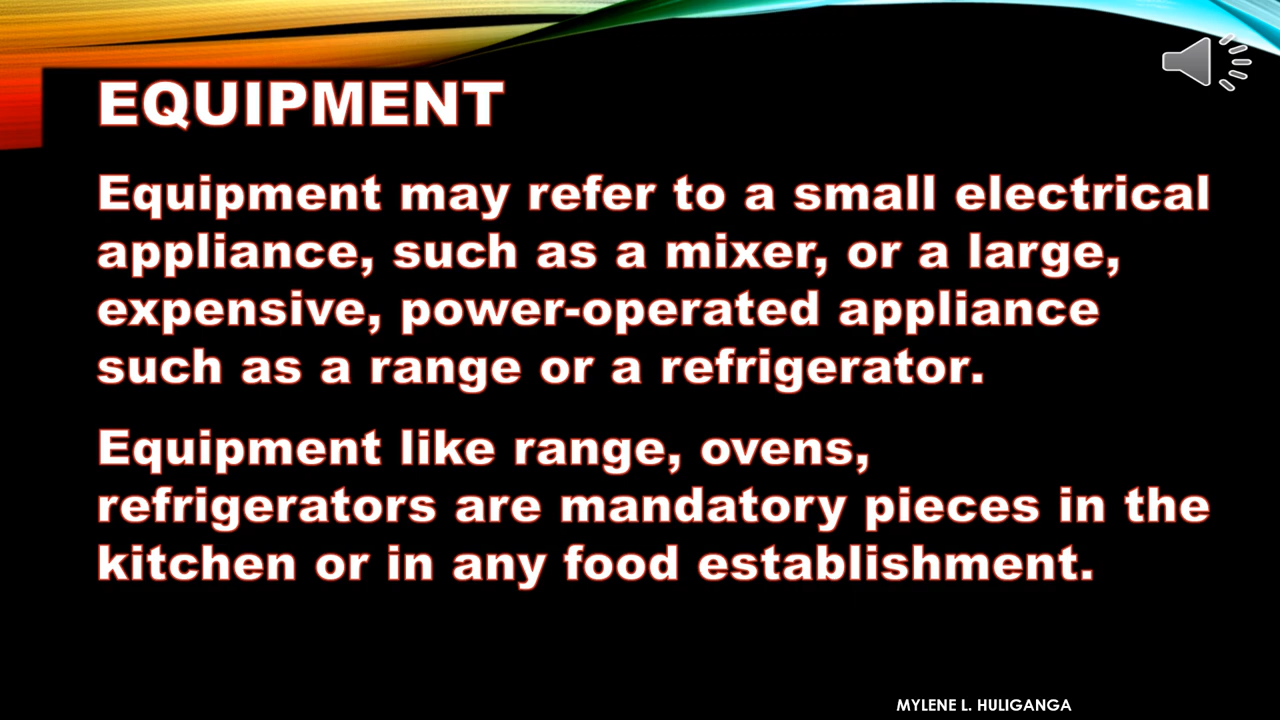 EQUIPMENT
Equipment may refer to a small electrical
appliance, such as a mixer, or a large,
expensive, power-operated appliance
such as a range or a refrigerator.
Equipment like range, ovens,
refrigerators are mandatory pieces in the
kitchen or in any food establishment.
MYLENE L. HULIGANGA